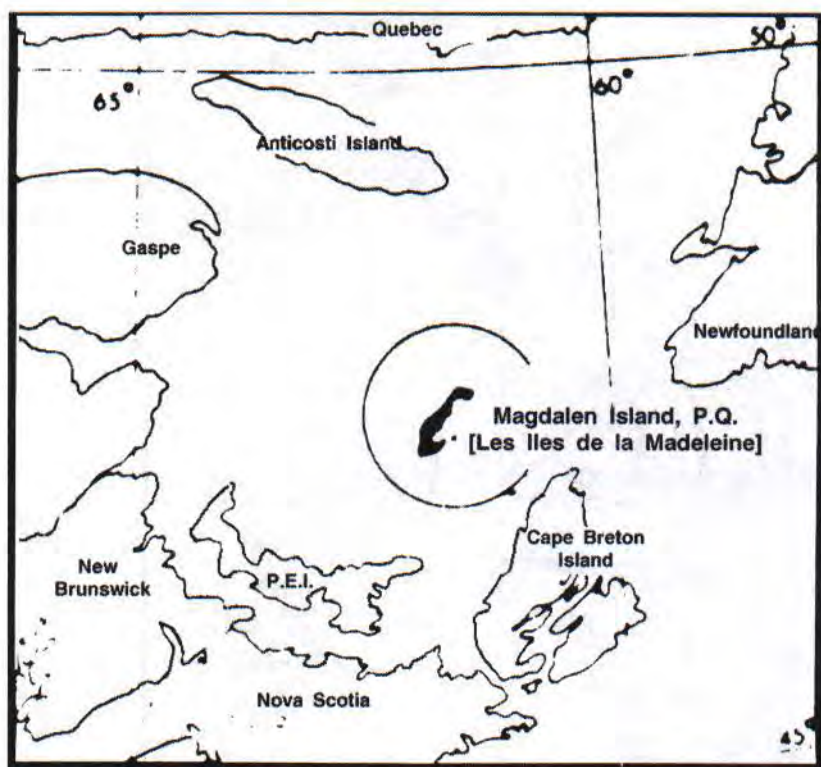 Quebec
50°
65°
60°
Anticosti Island
Gaspe
Newfoundland
Magdalen Island, P.Q.
[Les Iles de la Madeleine]
Cape Breton
Island
New
Brunswick
P.E.I.
Nova Scotia
45